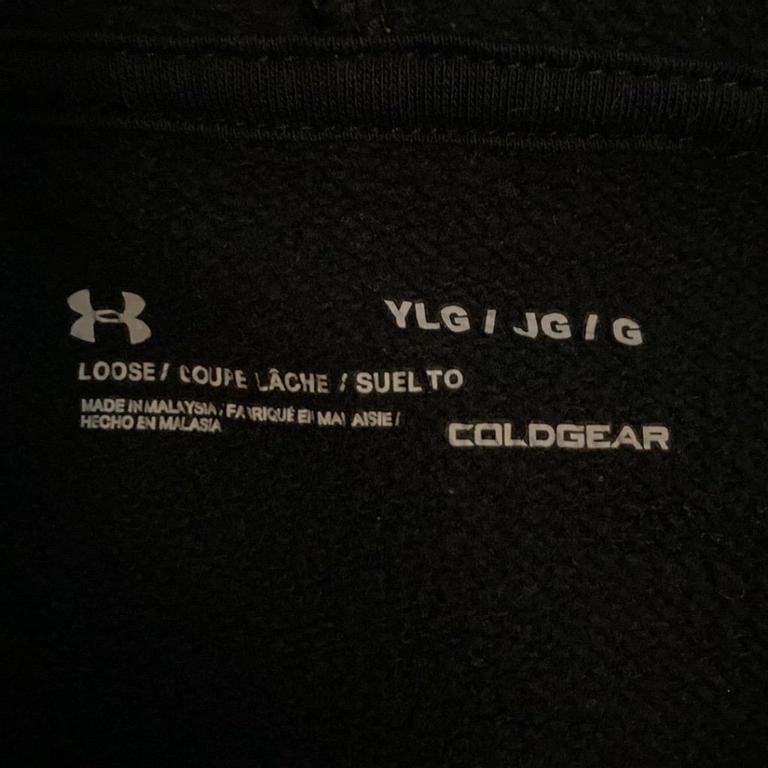 YLG / JG / G
LOOSE / COUPE LÂCHE / SUELTO
MADE IN MALAYSIA / FABRIQUÉ EN MALAISIE /
HECHO EN MALASIA
COLDGEAR